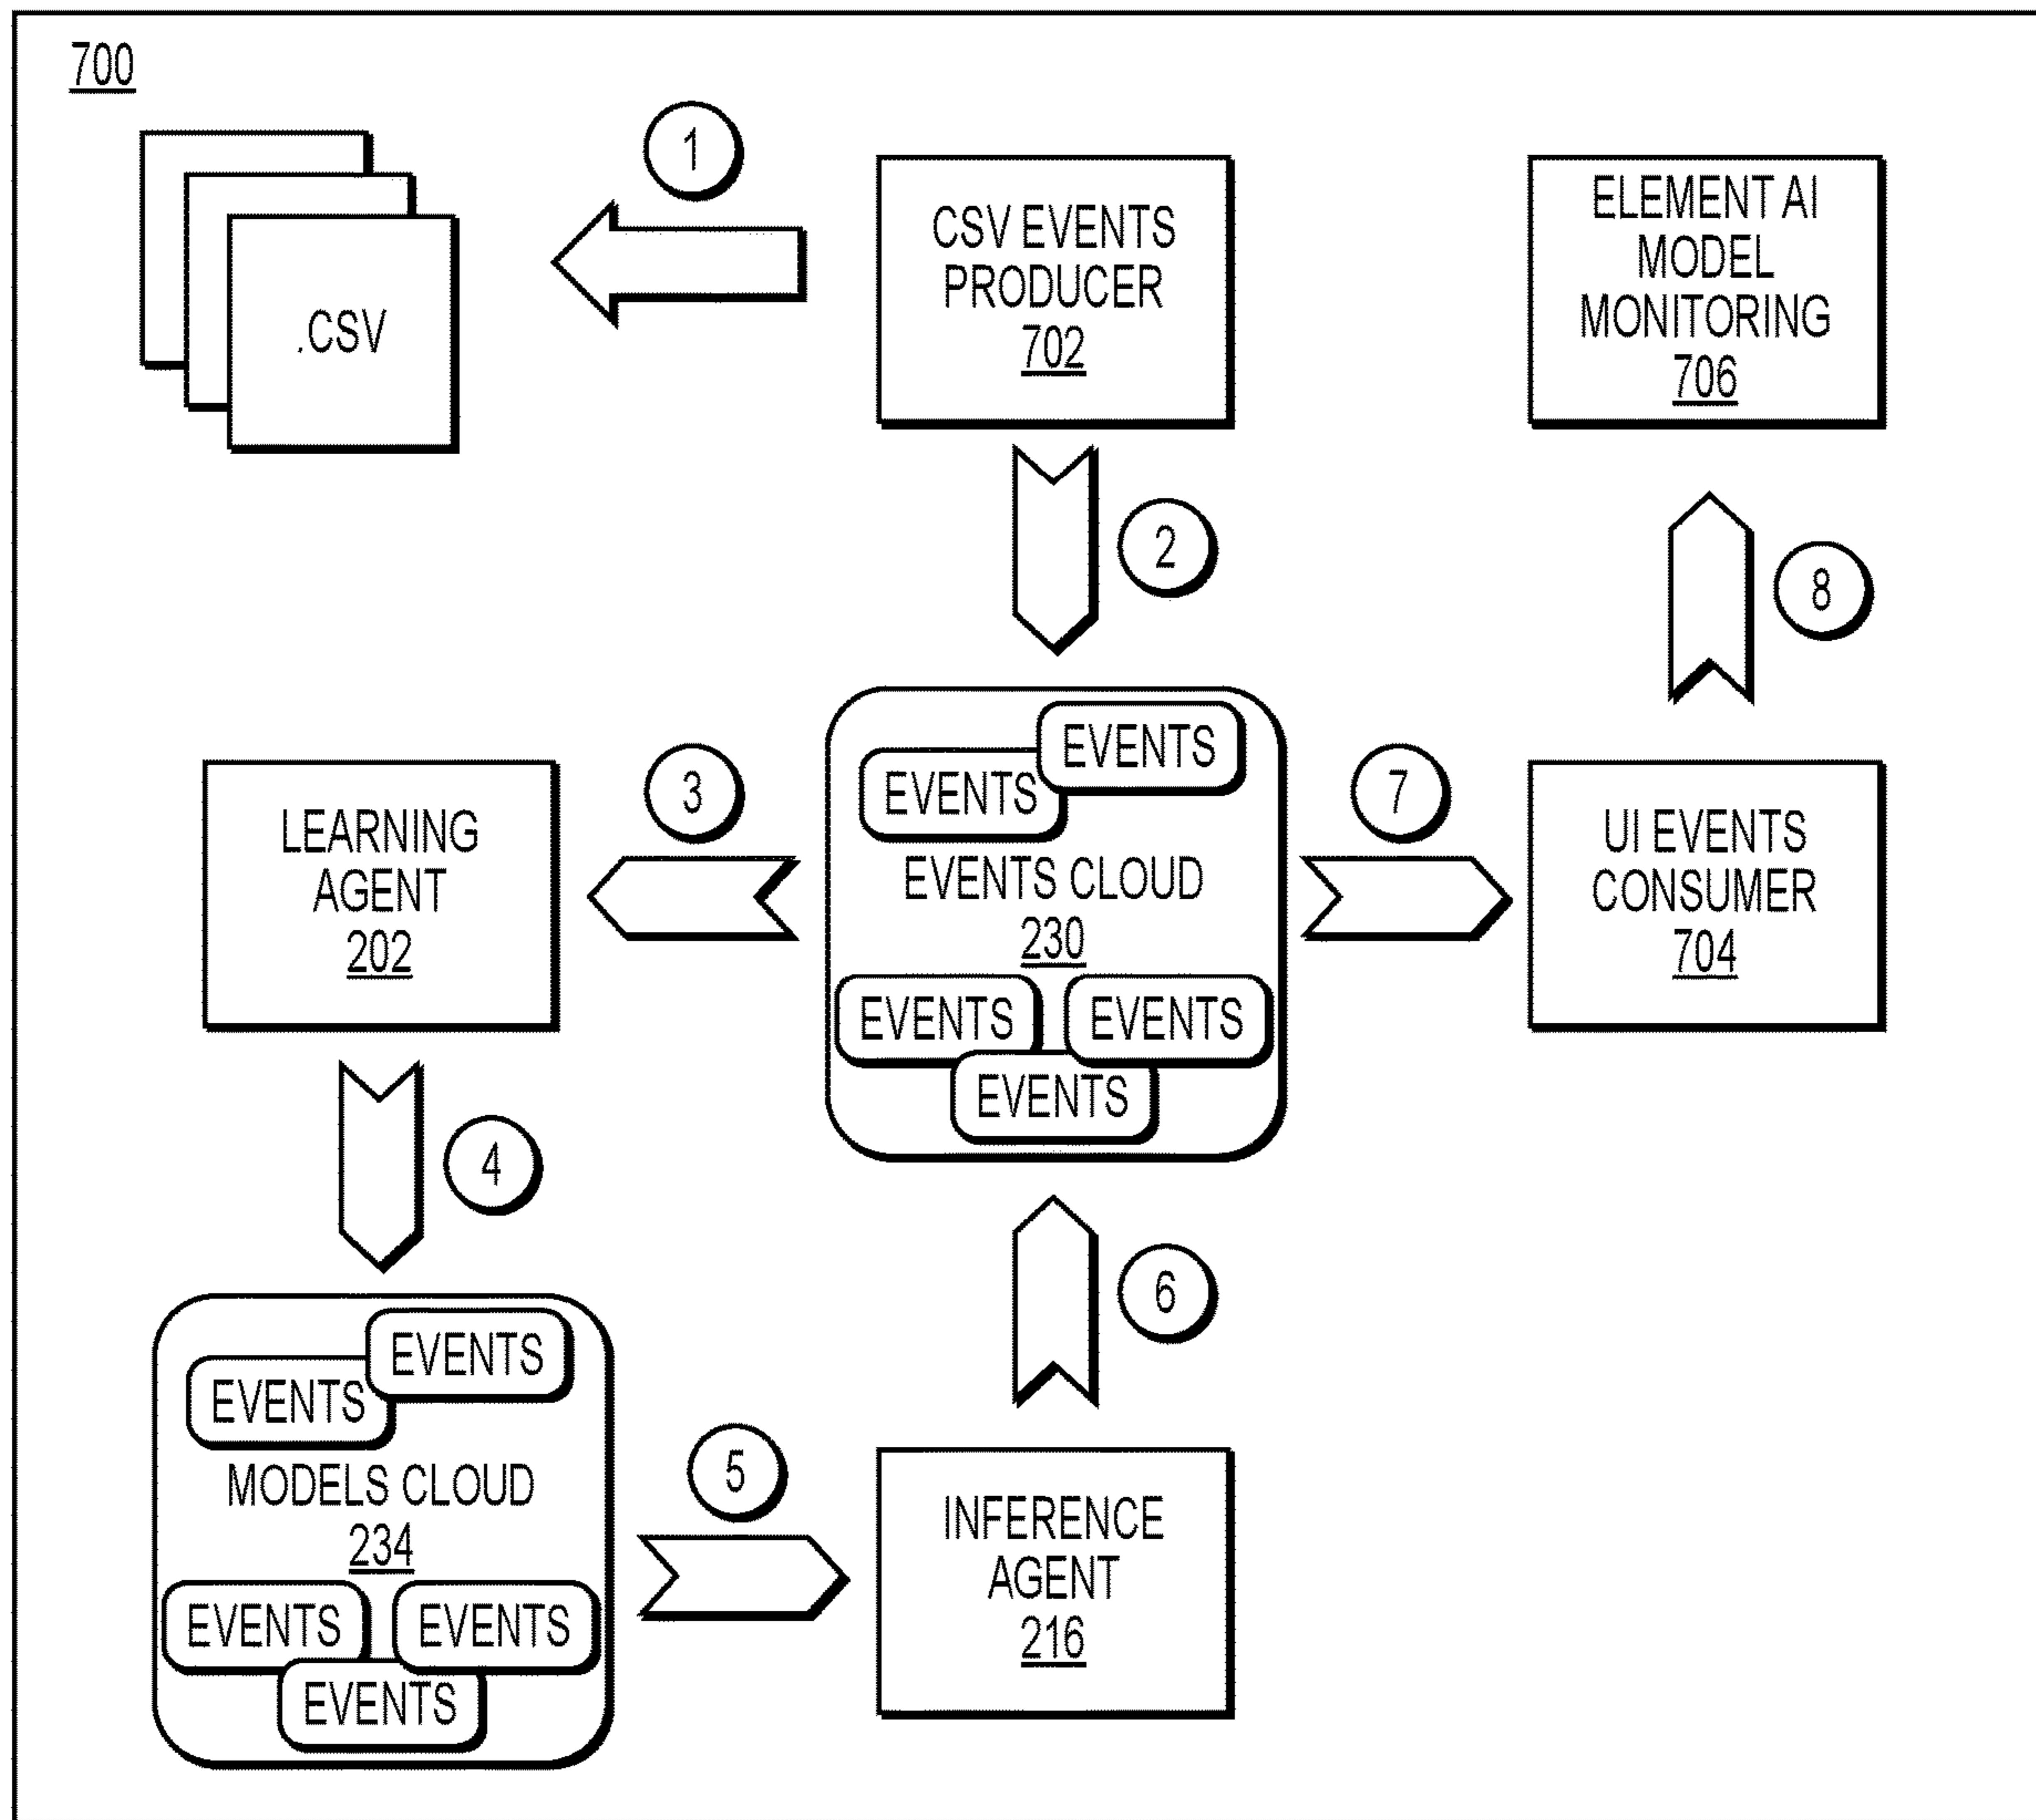 700
1
.CSV
CSV EVENTS
PRODUCER
702
ELEMENT AI
MODEL
MONITORING
706
2
8
LEARNING
AGENT
202
3
EVENTS
EVENTS
EVENTS CLOUD
230
EVENTS
EVENTS
EVENTS
7
UI EVENTS
CONSUMER
704
4
6
EVENTS
EVENTS
MODELS CLOUD
234
EVENTS
EVENTS
EVENTS
5
INFERENCE
AGENT
216